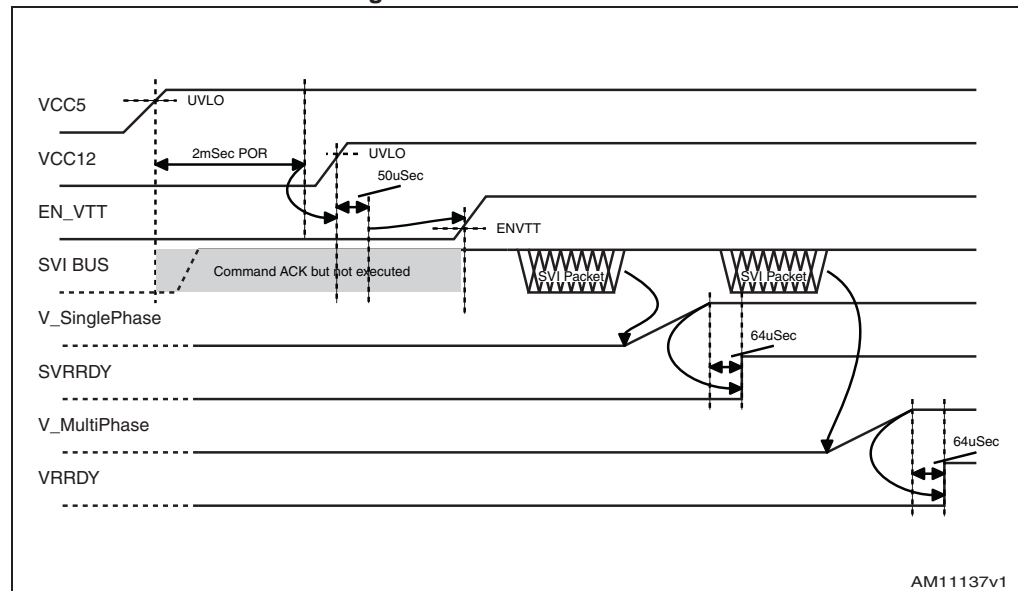 VCC5
UVLO
VCC12
2mSec POR
UVLO
50uSec
EN_VTT
ENVTT
SVI BUS
Command ACK but not executed
SVI Packet
SVI Packet
V_SinglePhase
64uSec
SVRRDY
V_MultiPhase
64uSec
VRRDY
AM11137v1